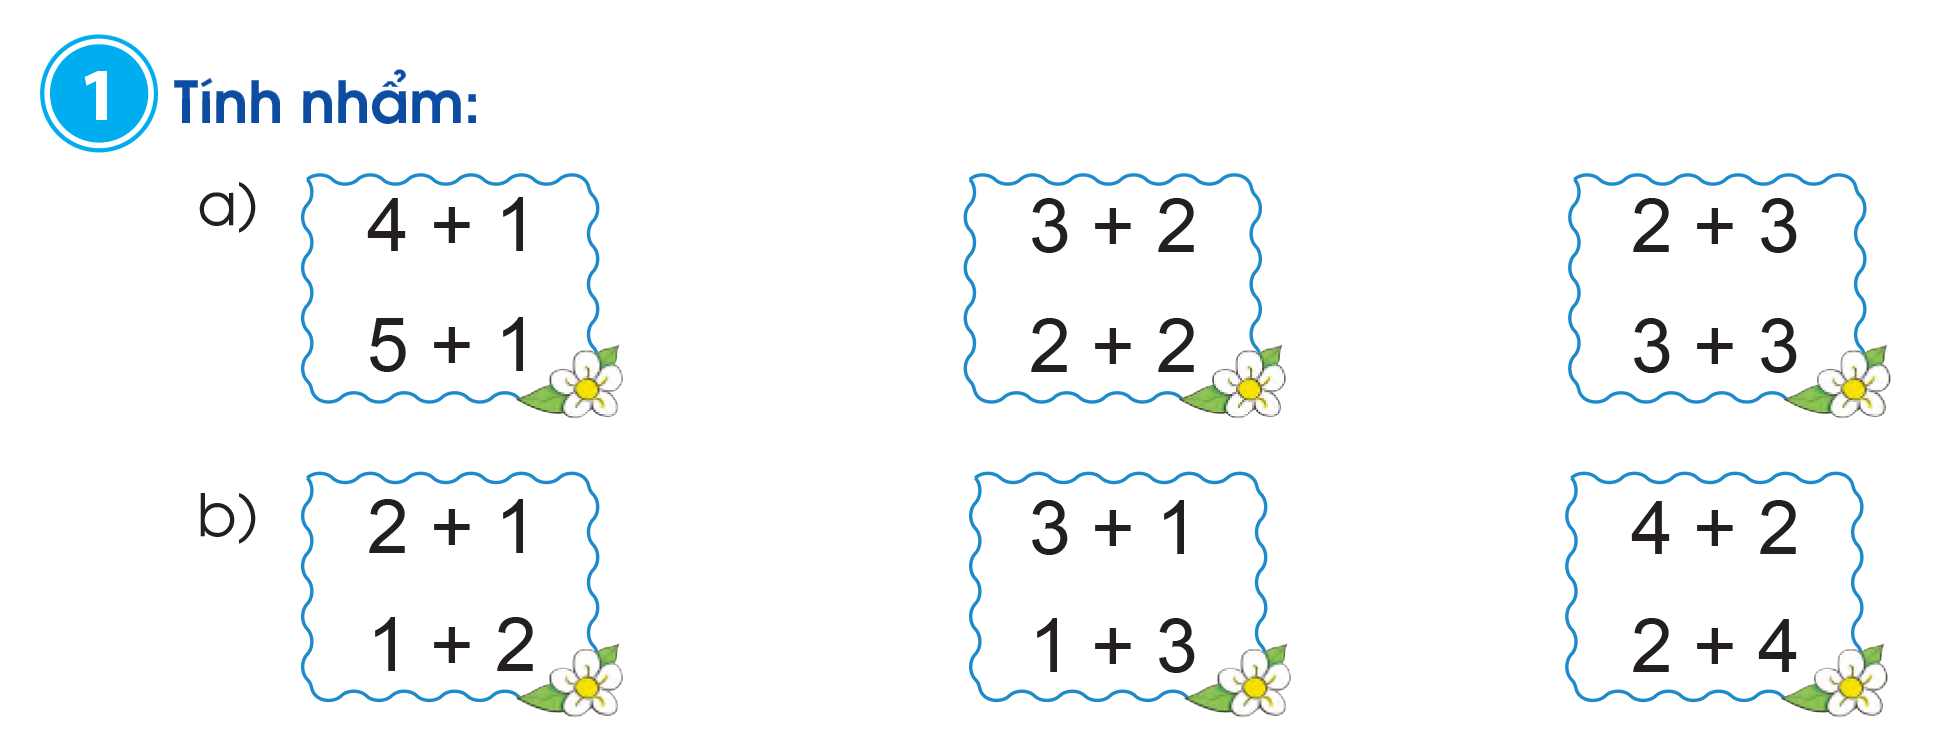 1 Tính nhẩm:
a) 4 + 1 3 + 2 2 + 3
5 + 1 2 + 2 3 + 3
b) 2 + 1 3 + 1 4 + 2
1 + 2 1 + 3 2 + 4